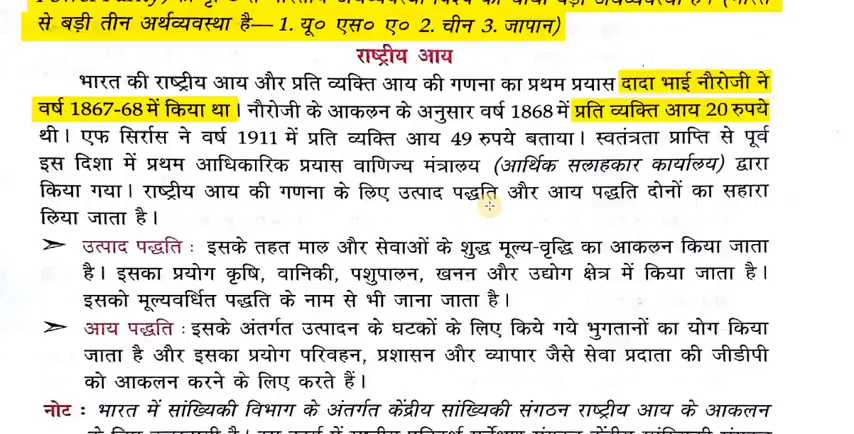 से बड़ी तीन अर्थव्यवस्था है— 1. यू० एस० ए० 2. चीन 3. जापान)
राष्ट्रीय आय
भारत की राष्ट्रीय आय और प्रति व्यक्ति आय की गणना का प्रथम प्रयास दादा भाई नौरोजी ने
वर्ष 1867-68 में किया था। नौरोजी के आकलन के अनुसार वर्ष 1868 में प्रति व्यक्ति आय 20 रुपये
थी। एफ सिर्रास ने वर्ष 1911 में प्रति व्यक्ति आय 49 रुपये बताया। स्वतंत्रता प्राप्ति से पूर्व
इस दिशा में प्रथम आधिकारिक प्रयास वाणिज्य मंत्रालय (आर्थिक सलाहकार कार्यालय) द्वारा
किया गया। राष्ट्रीय आय की गणना के लिए उत्पाद पद्धति और आय पद्धति दोनों का सहारा
लिया जाता है।
➢ उत्पाद पद्धति : इसके तहत माल और सेवाओं के शुद्ध मूल्य-वृद्धि का आकलन किया जाता
है। इसका प्रयोग कृषि, वानिकी, पशुपालन, खनन और उद्योग क्षेत्र में किया जाता है।
इसको मूल्यवर्धित पद्धति के नाम से भी जाना जाता है।
➢ आय पद्धति : इसके अंतर्गत उत्पादन के घटकों के लिए किये गये भुगतानों का योग किया
जाता है और इसका प्रयोग परिवहन, प्रशासन और व्यापार जैसे सेवा प्रदाता की जीडीपी
को आकलन करने के लिए करते हैं।
नोट : भारत में सांख्यिकी विभाग के अंतर्गत केंद्रीय सांख्यिकी संगठन राष्ट्रीय आय के आकलन